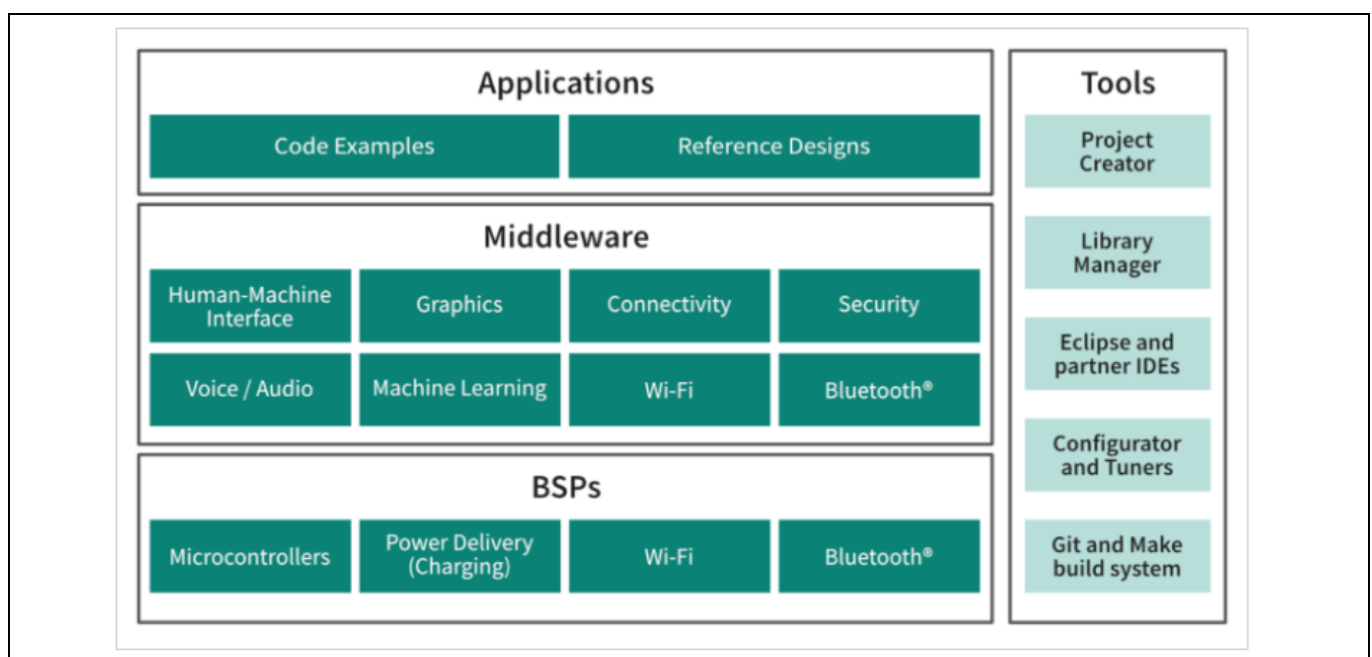 Applications
Code Examples
Reference Designs
Middleware
Human-Machine
Interface
Graphics
Connectivity
Security
Voice / Audio
Machine Learning
Wi-Fi
Bluetooth®
BSPs
Microcontrollers
Power Delivery
(Charging)
Wi-Fi
Bluetooth®
Tools
Project
Creator
Library
Manager
Eclipse and
partner IDEs
Configurator
and Tuners
Git and Make
build system